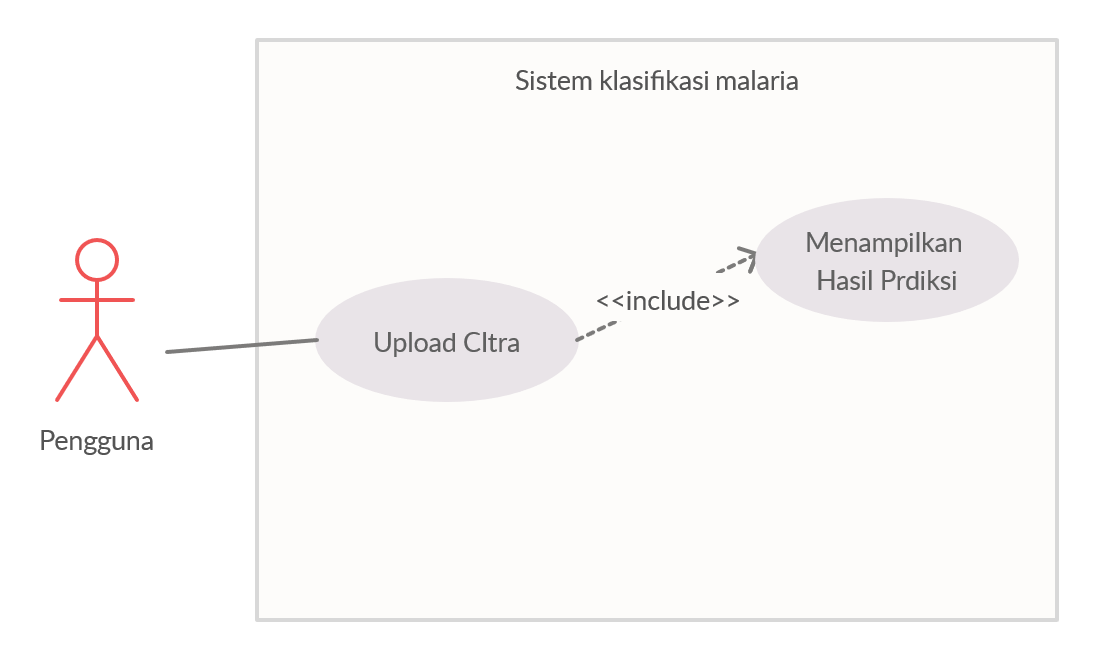 Sistem klasifikasi malaria
Menampilkan
Hasil Prdiksi
<<include>>
Upload CItra
Pengguna